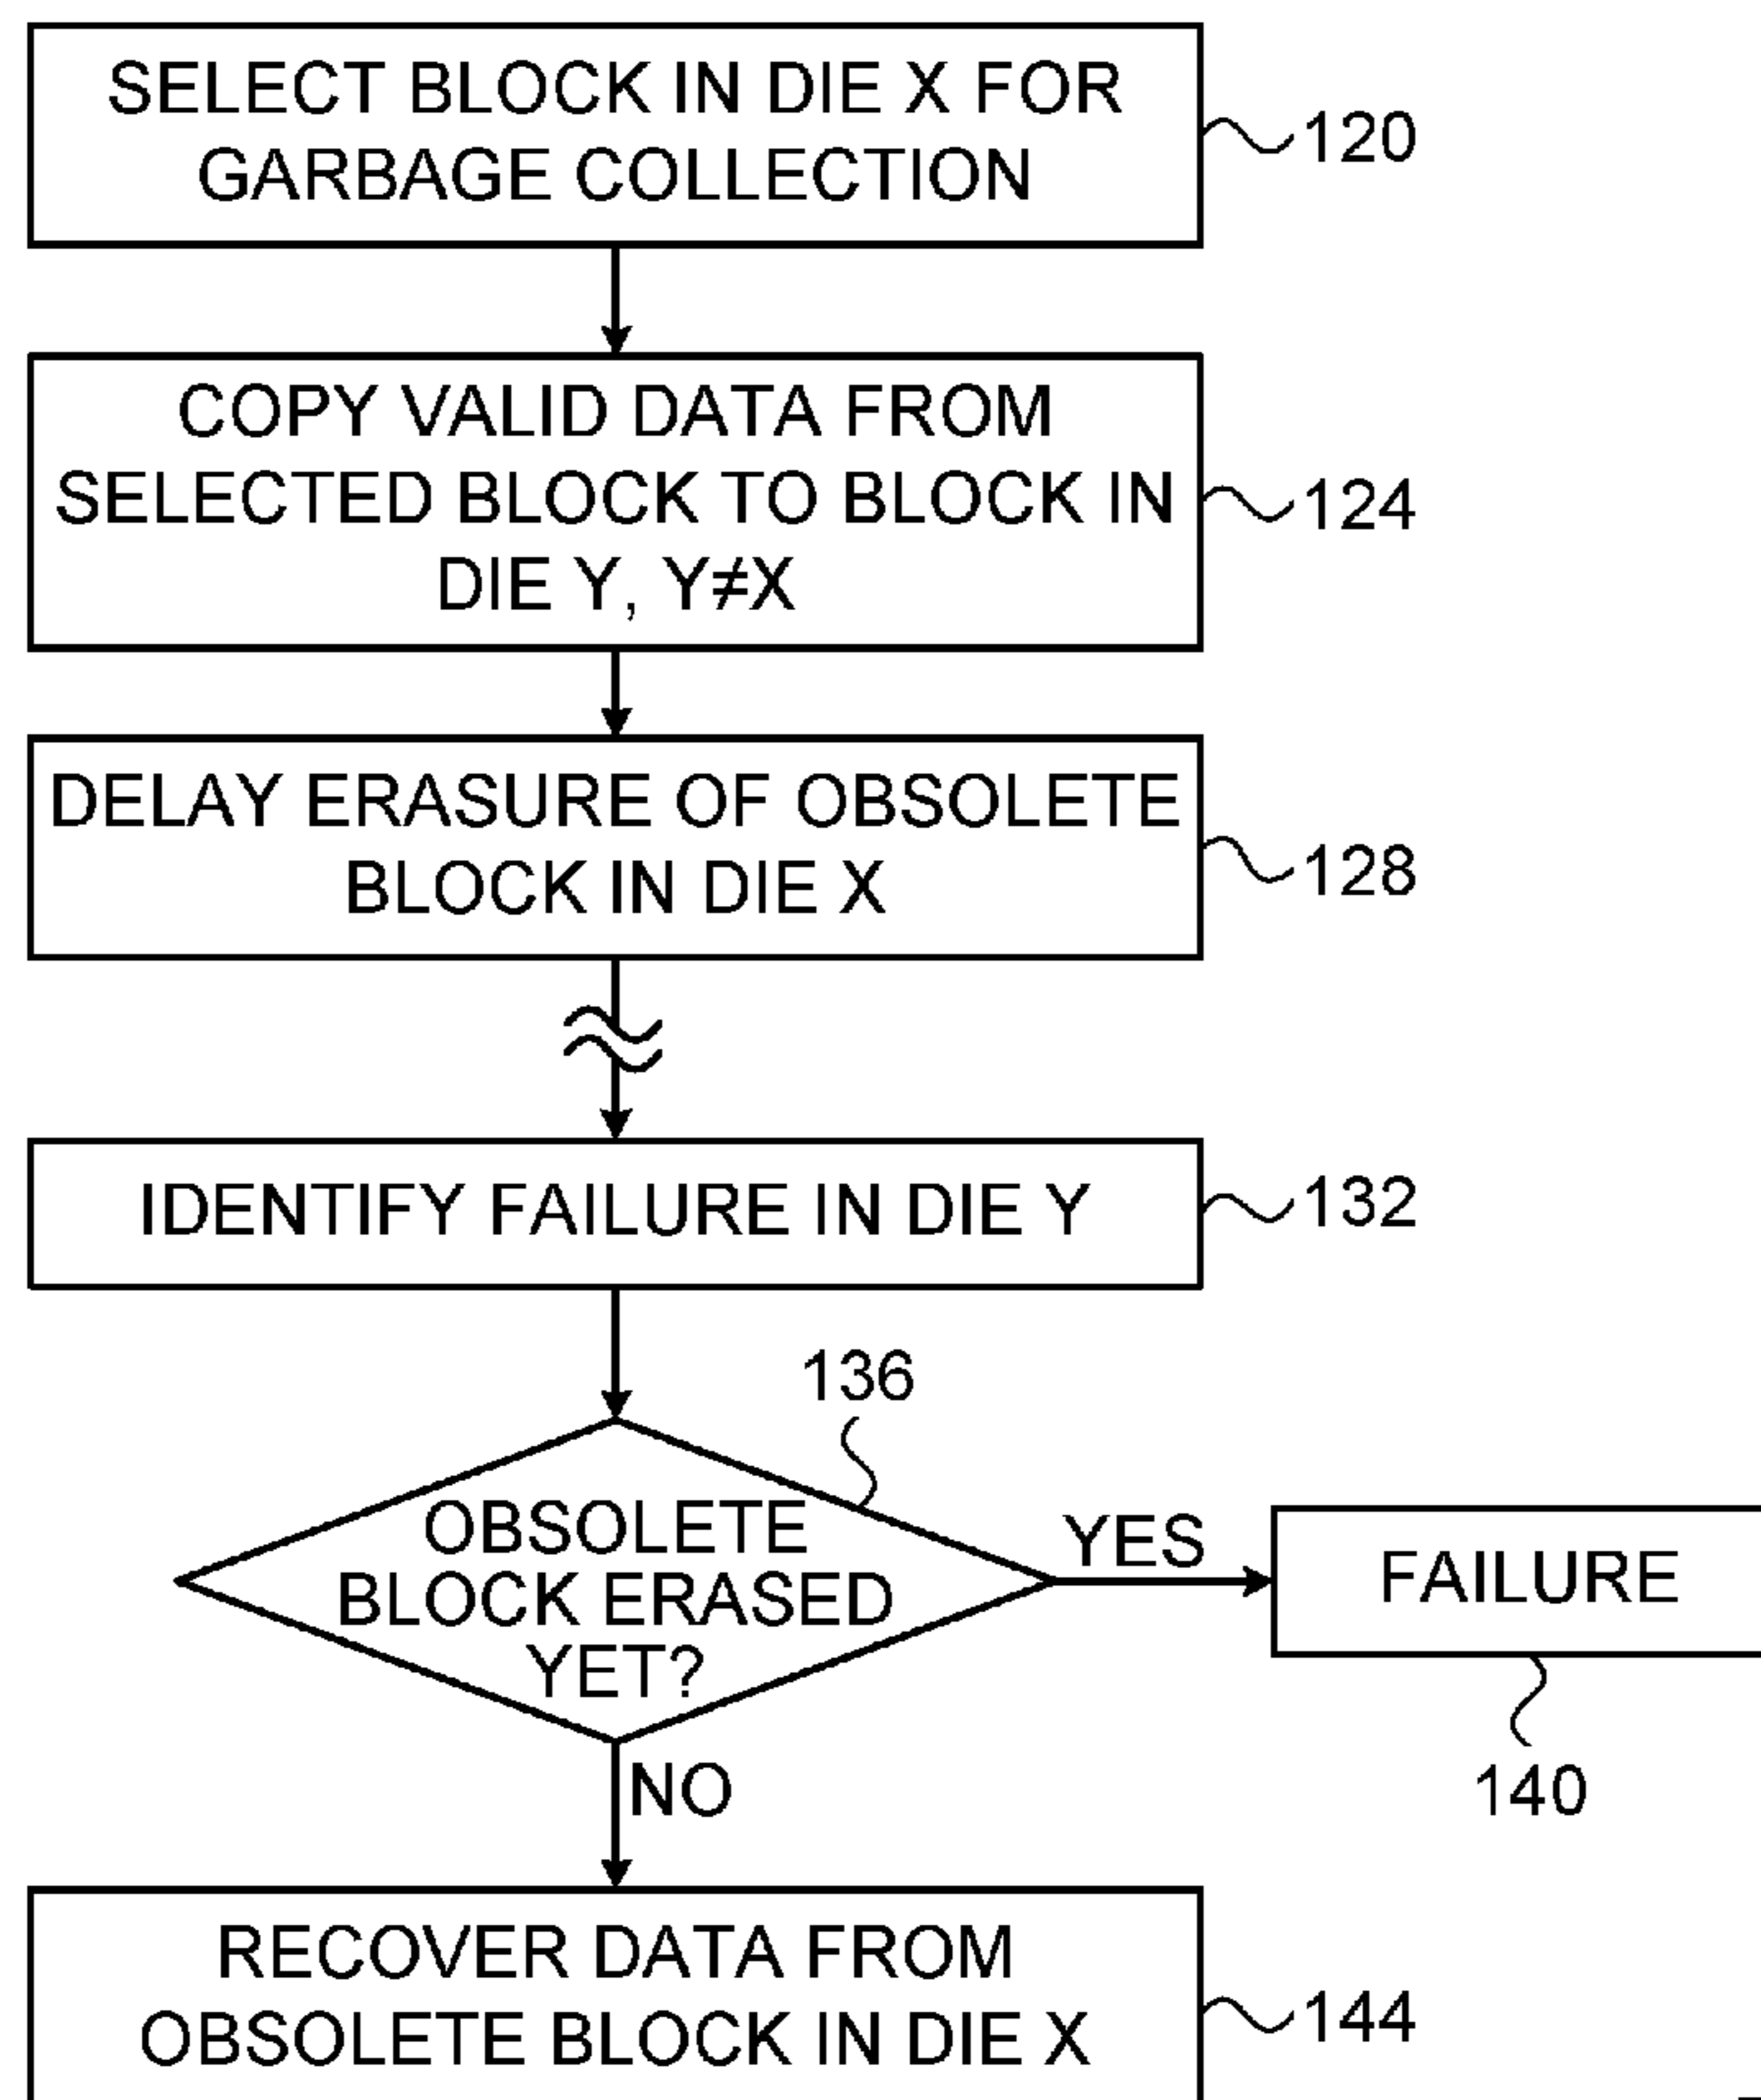 SELECT BLOCK IN DIE X FOR
GARBAGE COLLECTION
120
COPY VALID DATA FROM
SELECTED BLOCK TO BLOCK IN
DIE Y, Y≠X
124
DELAY ERASURE OF OBSOLETE
BLOCK IN DIE X
128
IDENTIFY FAILURE IN DIE Y
132
136
OBSOLETE
BLOCK ERASED
YET?
YES
FAILURE
140
NO
RECOVER DATA FROM
OBSOLETE BLOCK IN DIE X
144